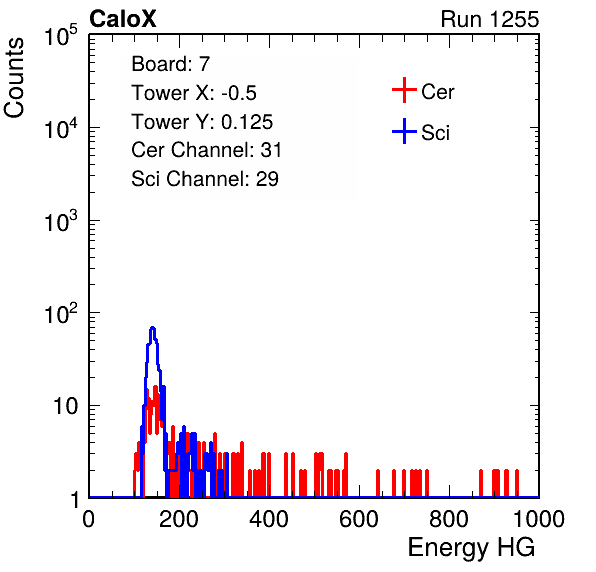 CaloX Run 1255
Counts
Board: 7
Tower X: -0.5
Tower Y: 0.125
Cer Channel: 31
Sci Channel: 29
Cer
Sci
10^5
10^4
10^3
10^2
10
1
0 200 400 600 800 1000
Energy HG